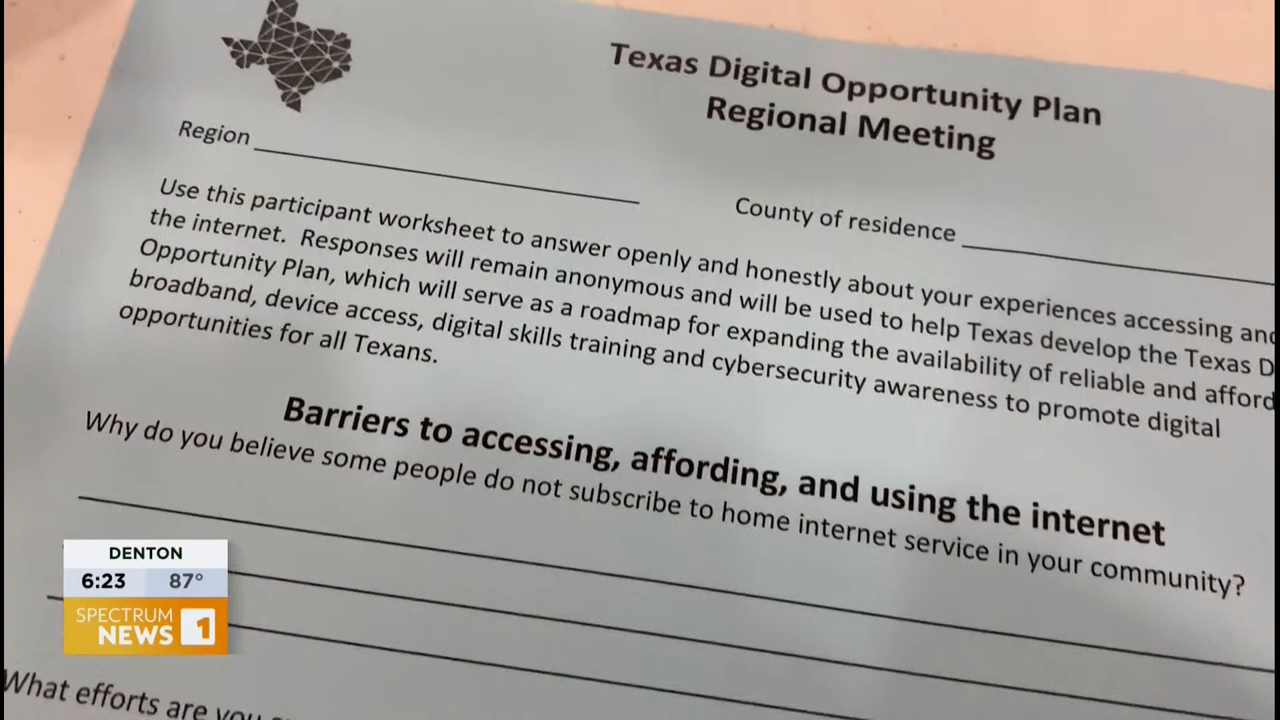 Texas Digital Opportunity Plan
Regional Meeting
Region
County of residence
Use this participant worksheet to answer openly and honestly about your experiences accessing
the internet. Responses will remain anonymous and will be used to help Texas develop the Texas
Opportunity Plan, which will serve as a roadmap for expanding the availability of reliable and
broadband, device access, digital skills training and cybersecurity awareness to promote digital
opportunities for all Texans.
Barriers to accessing, affording, and using the internet
Why do you believe some people do not subscribe to home internet service in your community?
What efforts are you
DENTON
6:23 87°
SPECTRUM
NEWS 1